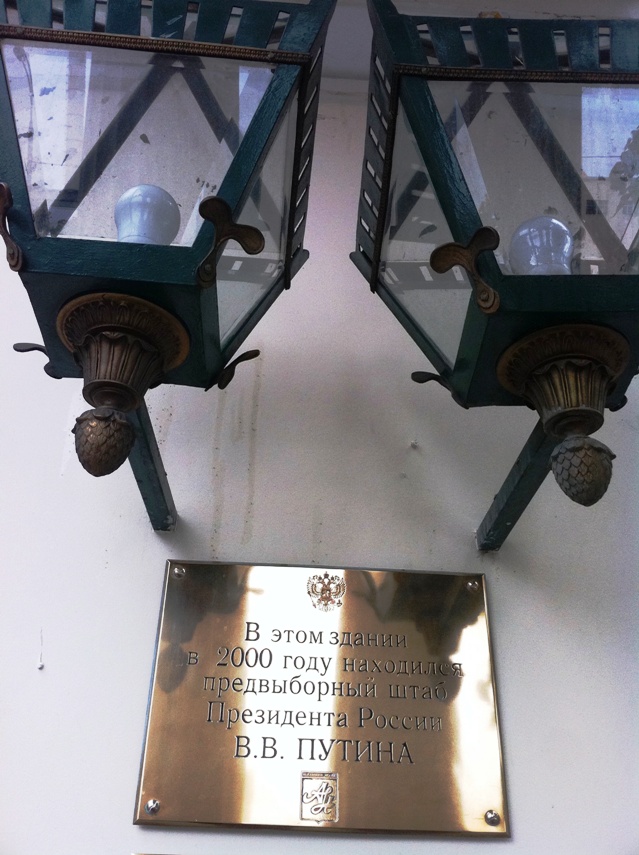 В этом здании
в 2000 году находился
предвыборный штаб
Президента России
В.В. ПУТИНА